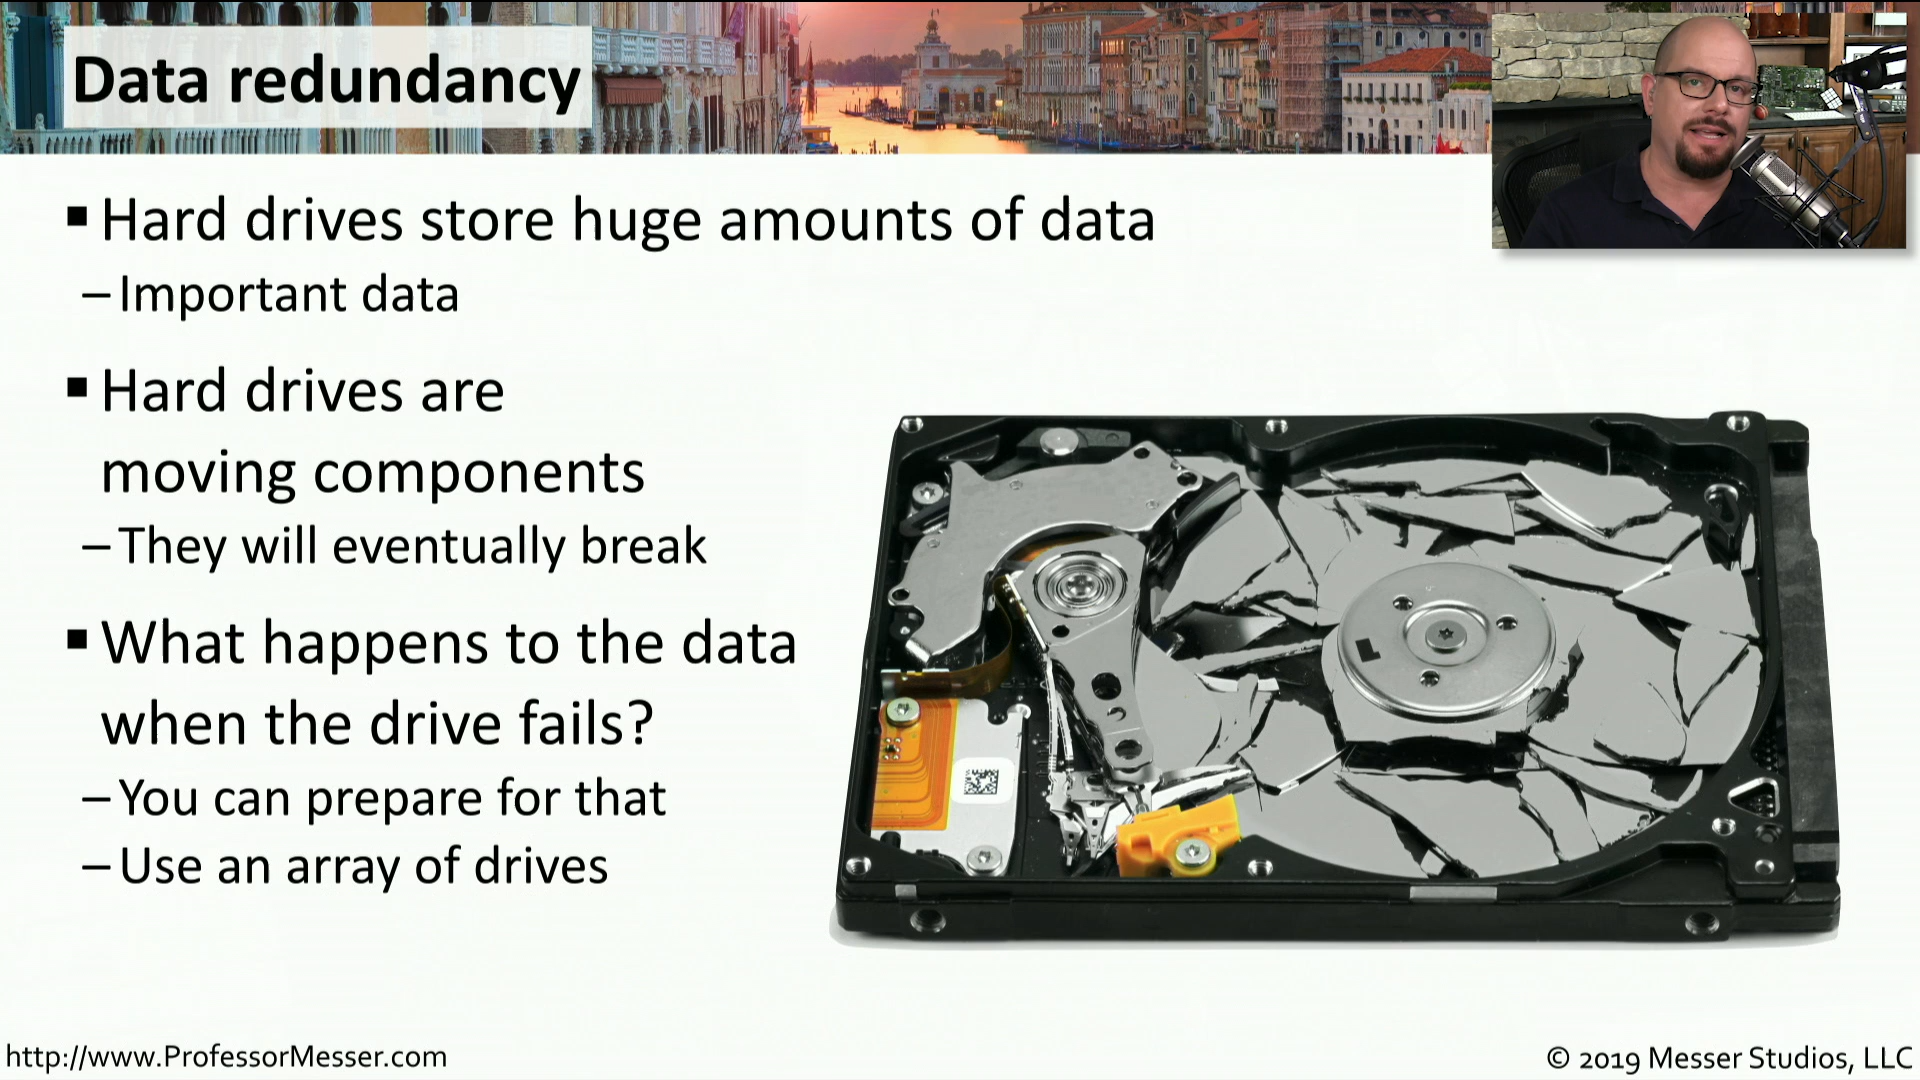 Data redundancy
▪ Hard drives store huge amounts of data
– Important data
▪ Hard drives are
moving components
– They will eventually break
▪ What happens to the data
when the drive fails?
– You can prepare for that
– Use an array of drives
http://www.ProfessorMesser.com
© 2019 Messer Studios, LLC